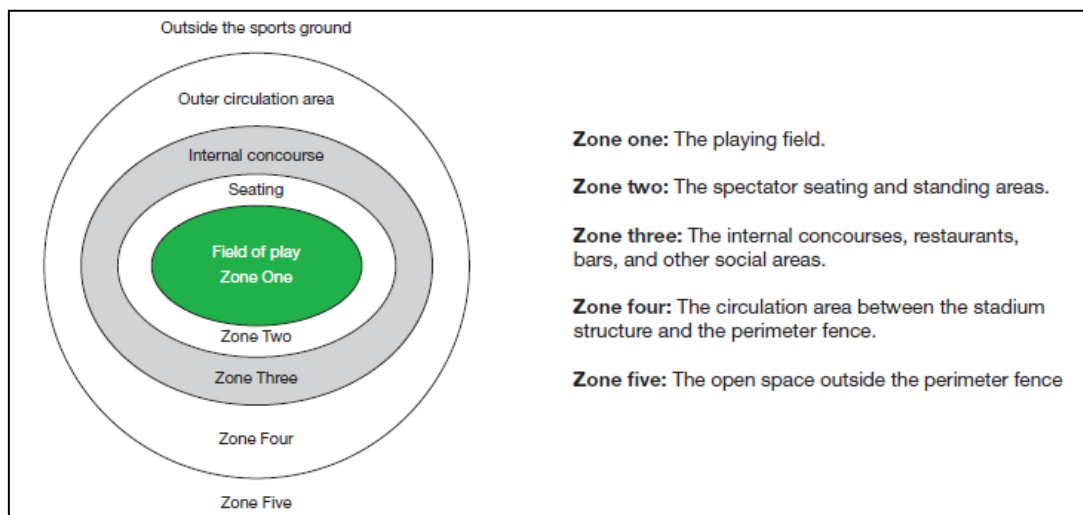 Outside the sports ground
Outer circulation area
Internal concourse
Seating
Field of play
Zone One
Zone Two
Zone Three
Zone Four
Zone Five
Zone one: The playing field.
Zone two: The spectator seating and standing areas.
Zone three: The internal concourses, restaurants,
bars, and other social areas.
Zone four: The circulation area between the stadium
structure and the perimeter fence.
Zone five: The open space outside the perimeter fence